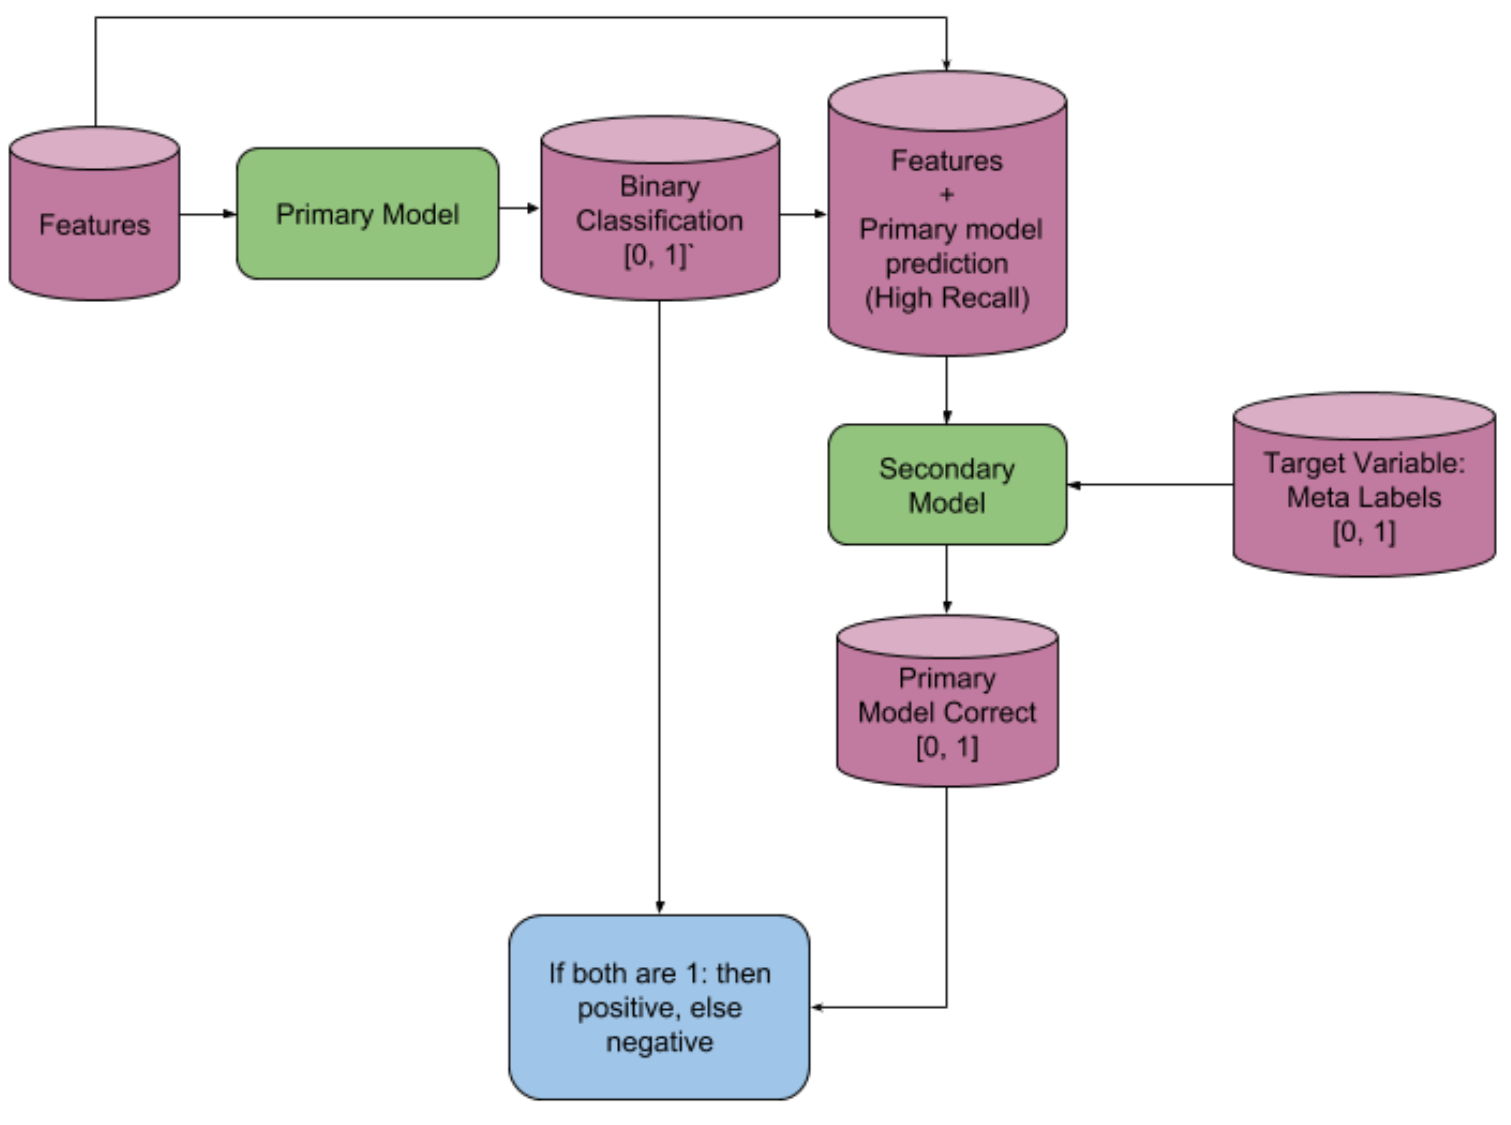 Features
Primary Model
Binary
Classification
[0, 1]`
Features
+
Primary model
prediction
(High Recall)
Secondary
Model
Target Variable:
Meta Labels
[0, 1]
Primary
Model Correct
[0, 1]
If both are 1: then
positive, else
negative